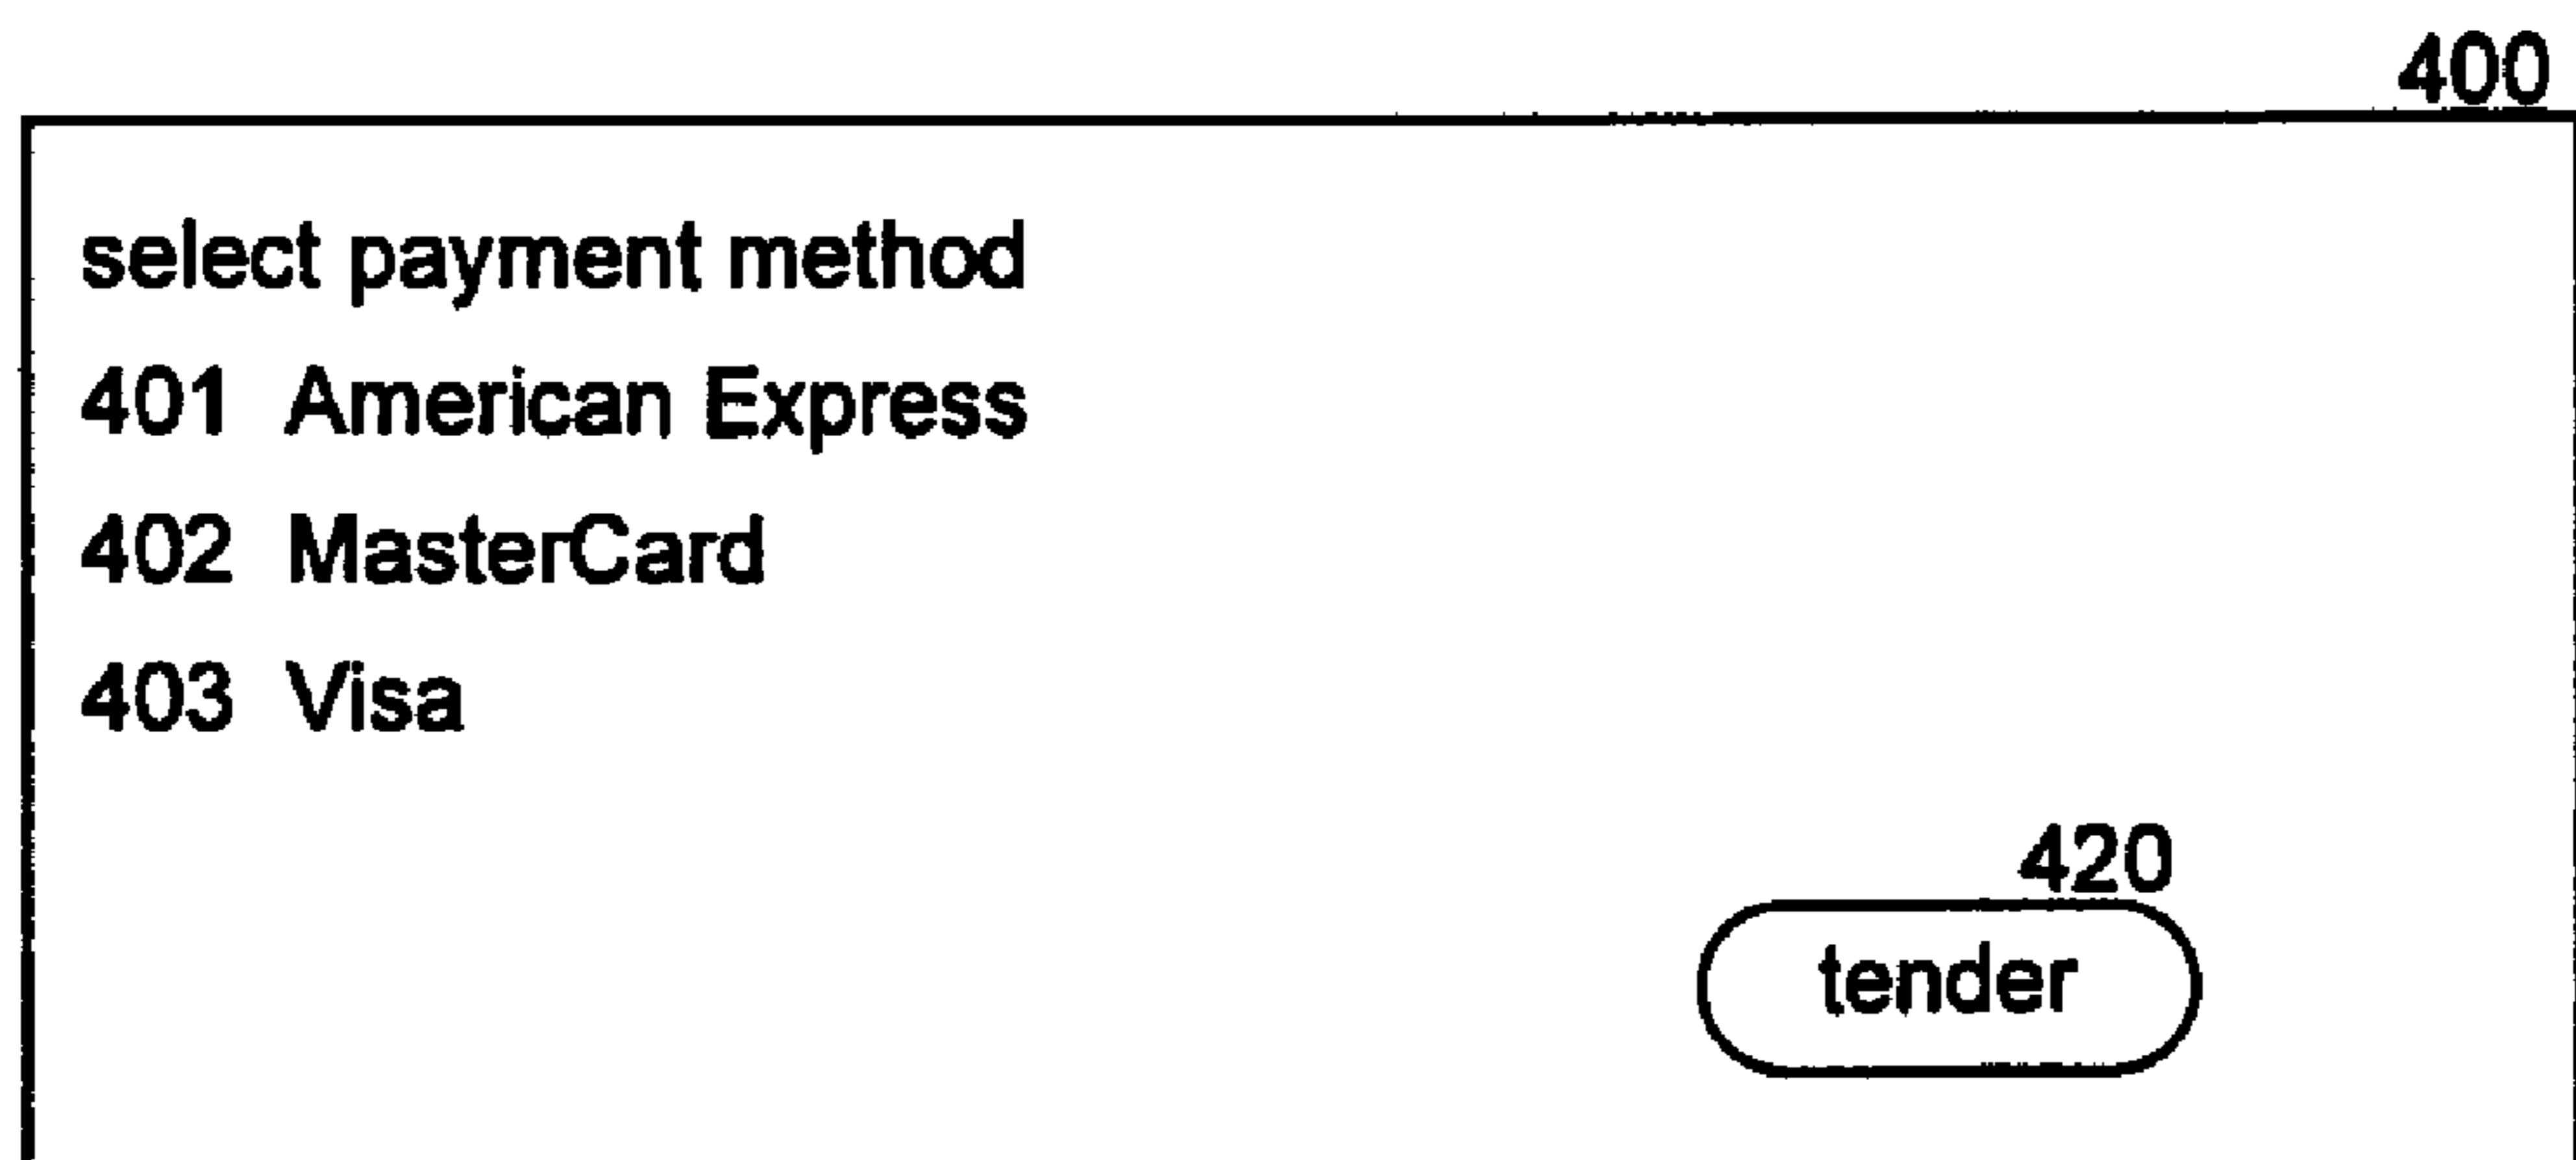 400
select payment method
401 American Express
402 MasterCard
403 Visa
420
tender